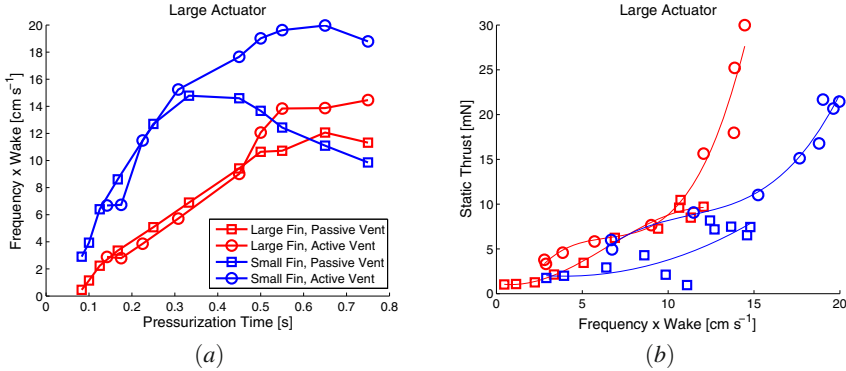 Large Actuator
Frequency x Wake [cm s⁻¹]
20
18
16
14
12
10
8
6
4
2
0
0 0.1 0.2 0.3 0.4 0.5 0.6 0.7 0.8
Pressurization Time [s]
Large Fin, Passive Vent
Large Fin, Active Vent
Small Fin, Passive Vent
Small Fin, Active Vent
(a)
Large Actuator
Static Thrust [mN]
30
25
20
15
10
5
0
0 5 10 15 20
Frequency x Wake [cm s⁻¹]
(b)